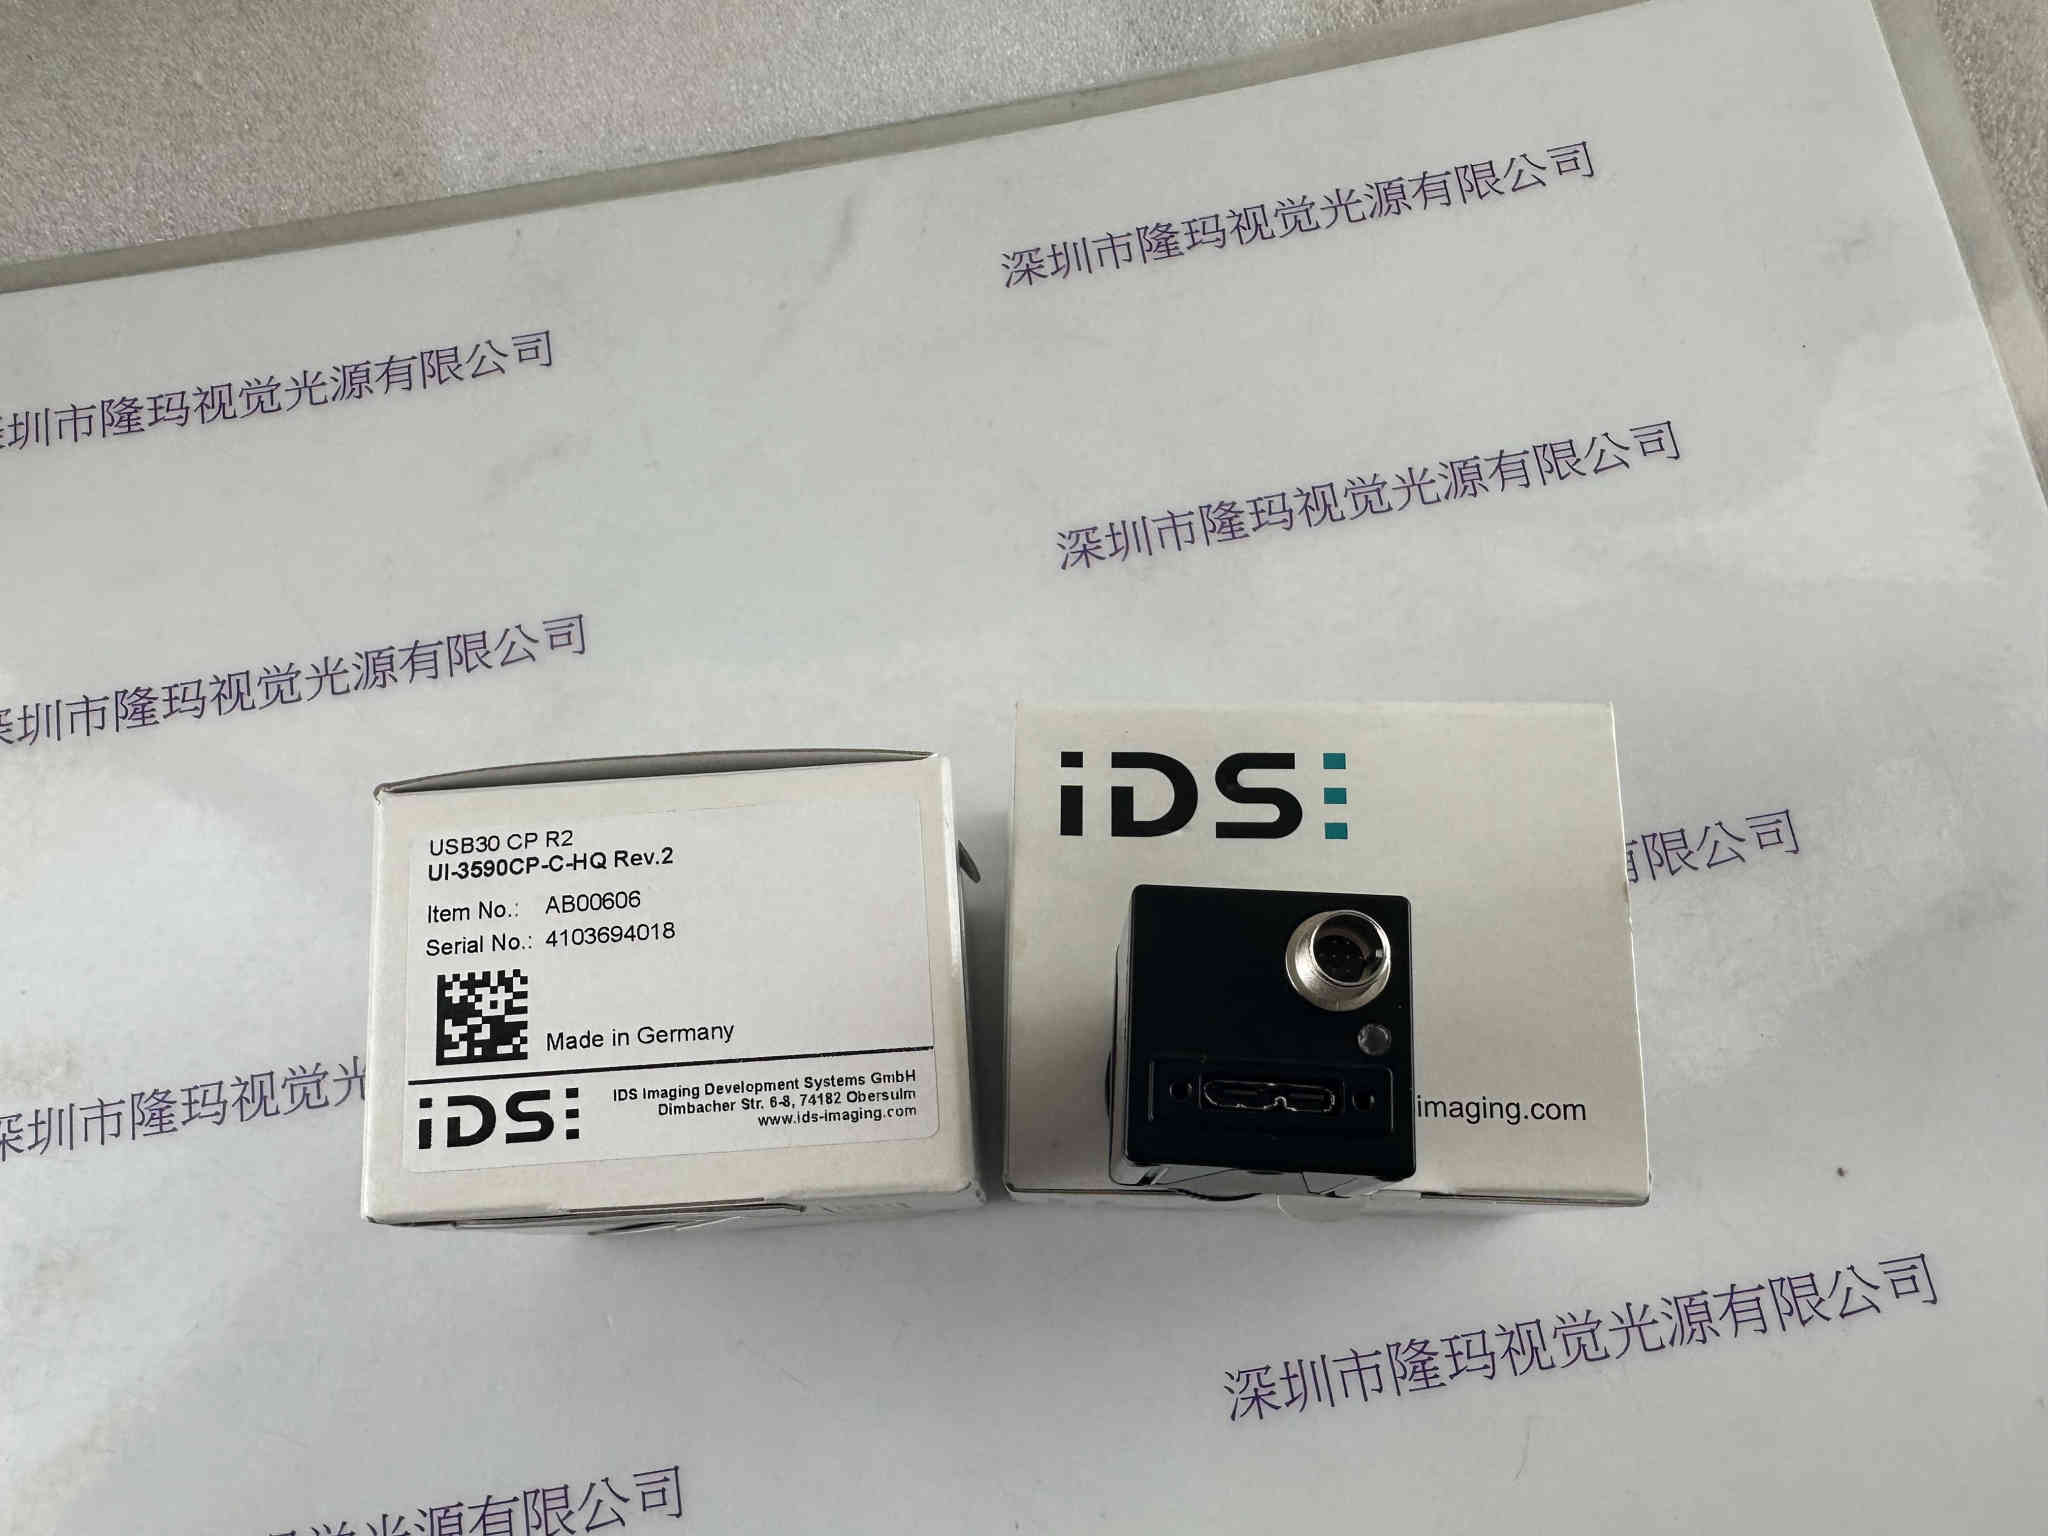 深圳市隆玛视觉光源有限公司
圳市隆玛视觉光源有限公司
深圳市隆玛视觉光源有限公司
深圳市隆玛视觉光源有限公司
有限公司
深圳市隆玛视觉光
深圳市隆玛视觉光源有限公司
视觉光源有限公司
USB30 CP R2
UI-3590CP-C-HQ Rev.2
Item No.: AB00606
Serial No.: 4103694018
Made in Germany
IDS
IDS Imaging Development Systems GmbH
Dimbacher Str. 6-8, 74182 Obersulm
www.ids-imaging.com
IDS
imaging.com